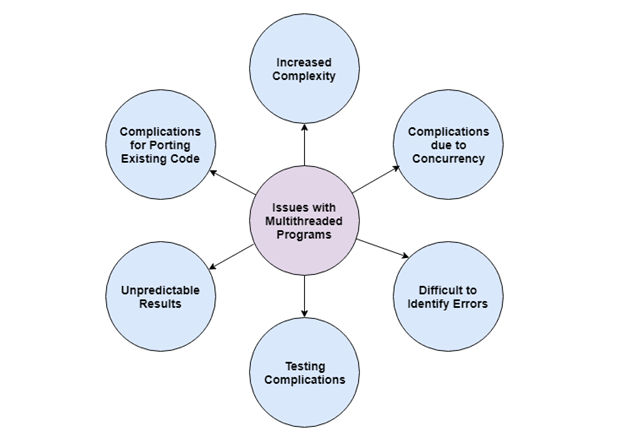 Increased
Complexity
Complications
for Porting
Existing Code
Complications
due to
Concurrency
Issues with
Multithreaded
Programs
Unpredictable
Results
Difficult to
Identify Errors
Testing
Complications